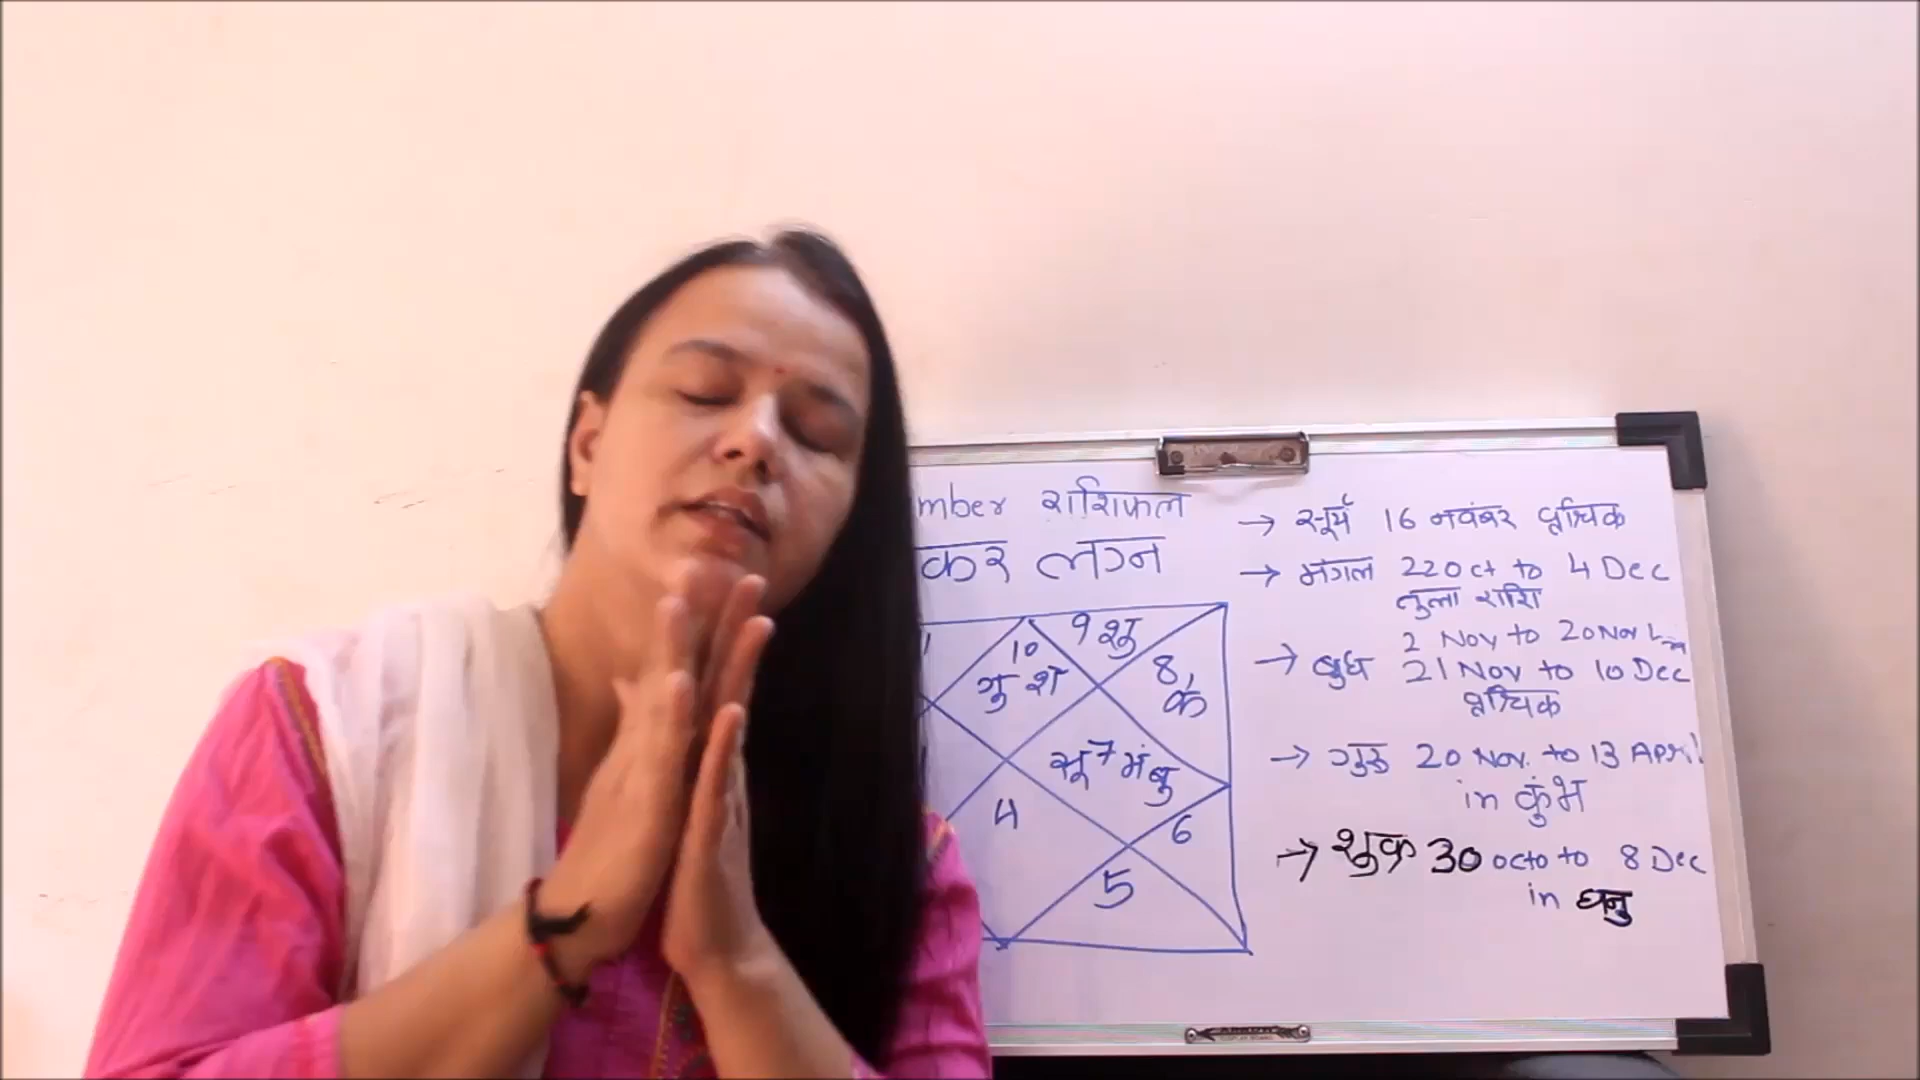 mber राशिफल
कर लग्न
10
गु श
9 शु
8 के
सू 7 मं बु
4
6
5
→ सूर्य 16 नवंबर वृश्चिक
→ मंगल 22 Oct to 4 Dec
तुला राशि
2 Nov to 20 Nov
→ बुध 21 Nov to 10 Dec
वृश्चिक
→ गुरु 20 Nov. to 13 April
in कुंभ
→ शुक्र 30 octo to 8 Dec
in धनु